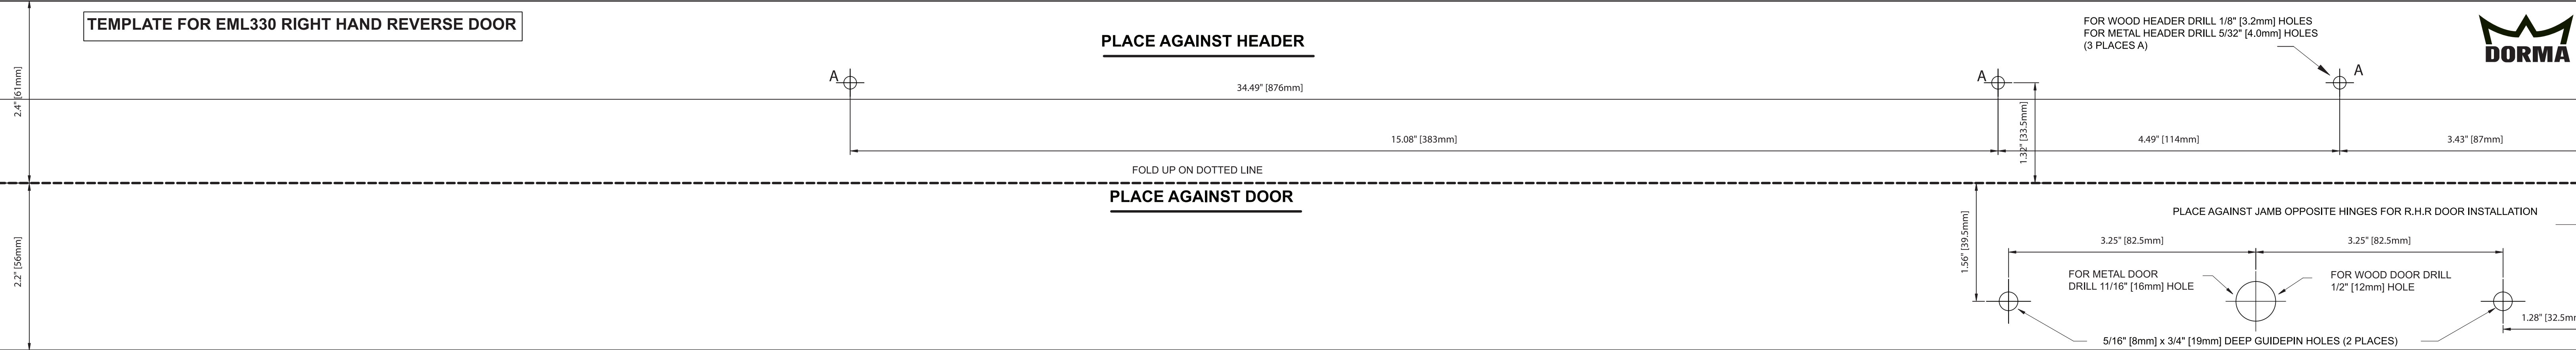 TEMPLATE FOR EML330 RIGHT HAND REVERSE DOOR
PLACE AGAINST HEADER
FOR WOOD HEADER DRILL 1/8" [3.2mm] HOLES
FOR METAL HEADER DRILL 5/32" [4.0mm] HOLES
(3 PLACES A)
DORMA
A
A
A
2.4" [61mm]
34.49" [876mm]
15.08" [383mm]
1.32" [33.5mm]
4.49" [114mm]
3.43" [87mm]
FOLD UP ON DOTTED LINE
PLACE AGAINST DOOR
PLACE AGAINST JAMB OPPOSITE HINGES FOR R.H.R DOOR INSTALLATION
2.2" [56mm]
1.56" [39.5mm]
3.25" [82.5mm]
3.25" [82.5mm]
FOR METAL DOOR
DRILL 11/16" [16mm] HOLE
FOR WOOD DOOR DRILL
1/2" [12mm] HOLE
1.28" [32.5mm
5/16" [8mm] x 3/4" [19mm] DEEP GUIDEPIN HOLES (2 PLACES)